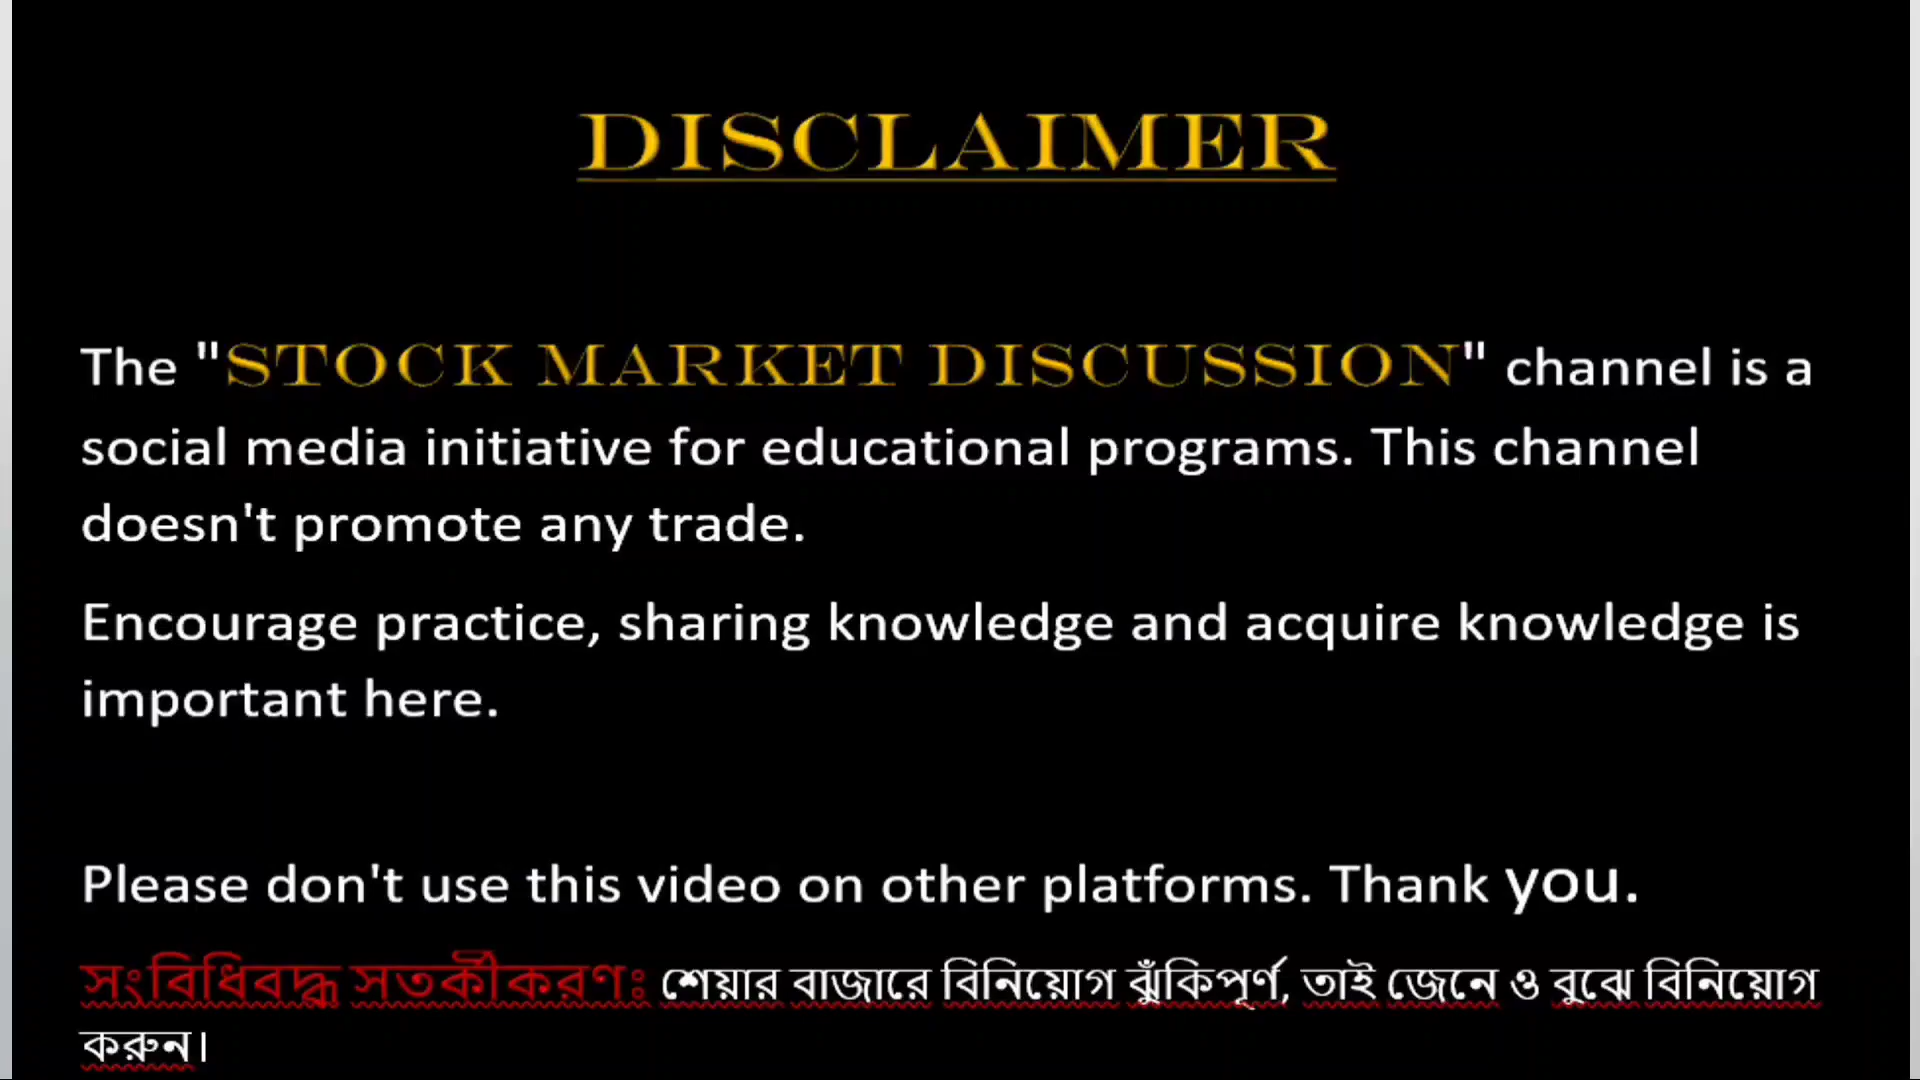 DISCLAIMER
The "STOCK MARKET DISCUSSION" channel is a
social media initiative for educational programs. This channel
doesn't promote any trade.
Encourage practice, sharing knowledge and acquire knowledge is
important here.
Please don't use this video on other platforms. Thank you.
সংবিধিবদ্ধ সতর্কীকরণঃ শেয়ার বাজারে বিনিয়োগ ঝুঁকিপূর্ণ, তাই জেনে ও বুঝে বিনিয়োগ
করুন।